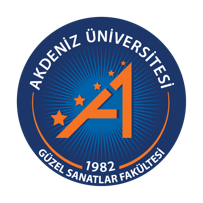 AKDENİZ ÜNİVERSİTESİ
1982
GÜZEL SANATLAR FAKÜLTESİ